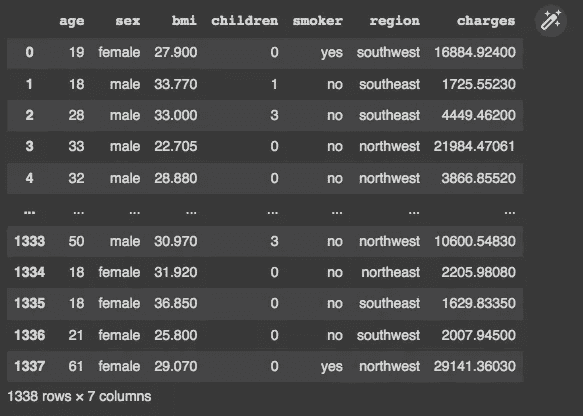 age sex bmi children smoker region charges
0 19 female 27.900 0 yes southwest 16884.92400
1 18 male 33.770 1 no southeast 1725.55230
2 28 male 33.000 3 no southeast 4449.46200
3 33 male 22.705 0 no northwest 21984.47061
4 32 male 28.880 0 no northwest 3866.85520
... ... ... ... ... ... ... ...
1333 50 male 30.970 3 no northwest 10600.54830
1334 18 female 31.920 0 no northeast 2205.98080
1335 18 female 36.850 0 no southeast 1629.83350
1336 21 female 25.800 0 no southwest 2007.94500
1337 61 female 29.070 0 yes northwest 29141.36030
1338 rows × 7 columns